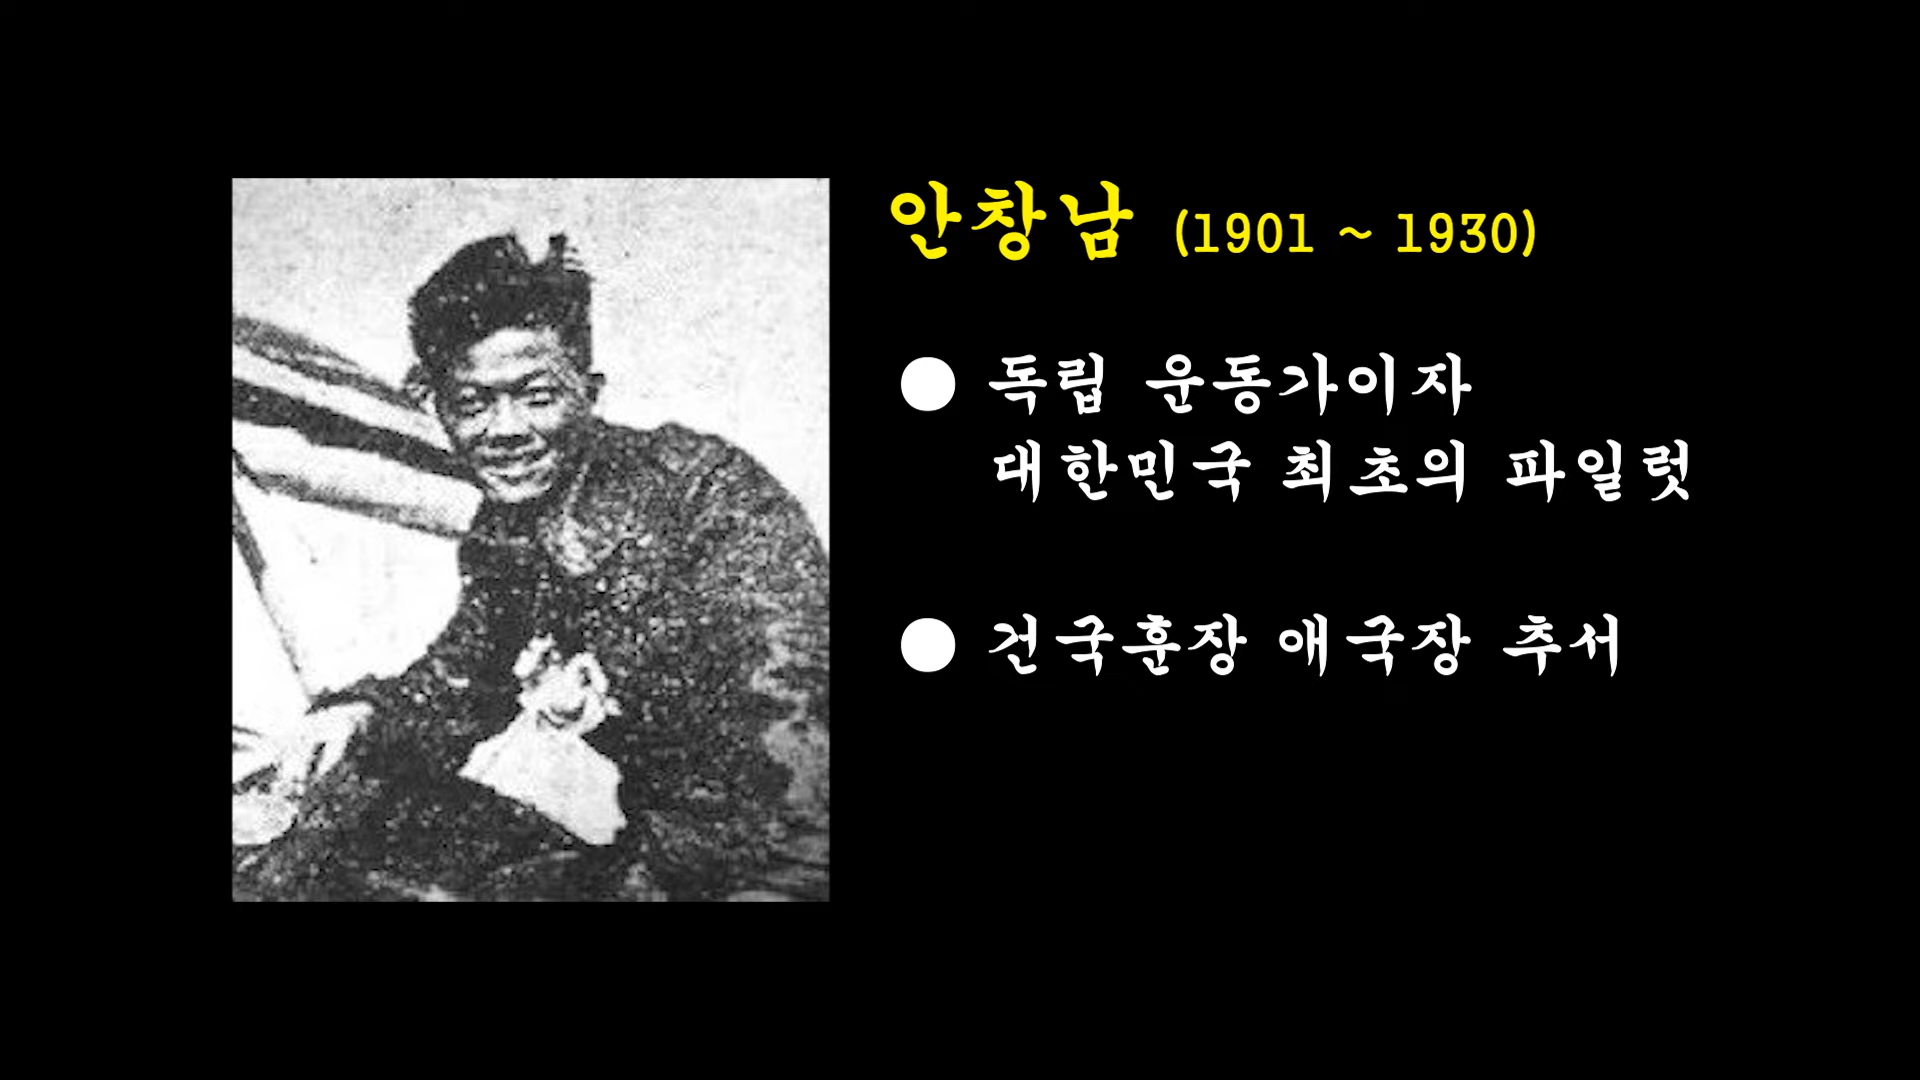 안창남 (1901 ~ 1930)
● 독립 운동가이자
대한민국 최초의 파일럿
● 건국훈장 애국장 추서